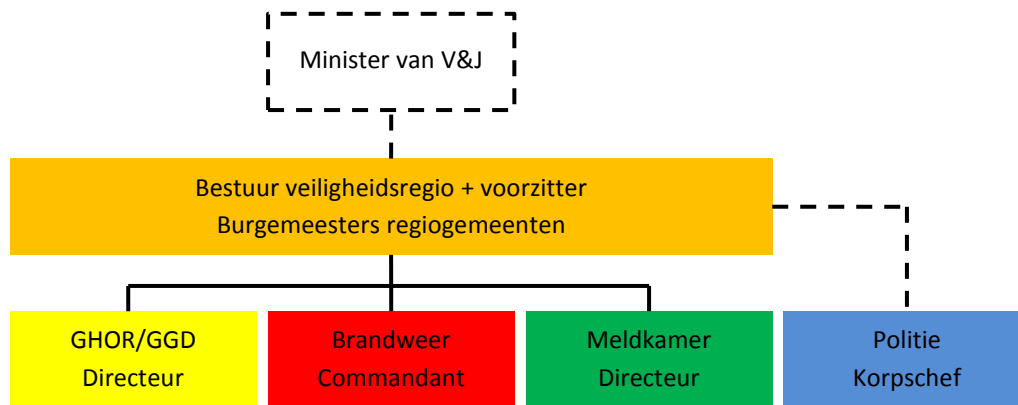 Minister van V&J
Bestuur veiligheidsregio + voorzitter
Burgemeesters regiogemeenten
GHOR/GGD
Directeur
Brandweer
Commandant
Meldkamer
Directeur
Politie
Korpschef